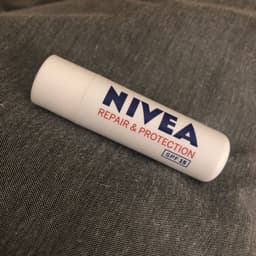 NIVEA
REPAIR & PROTECTION
SPF 15